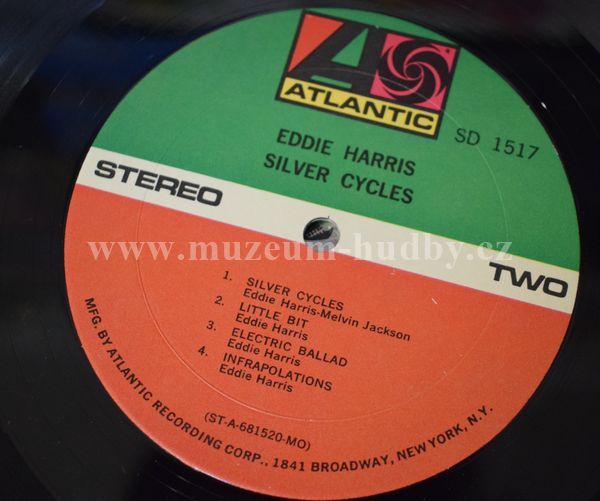 ATLANTIC
EDDIE HARRIS
SD 1517
SILVER CYCLES
STEREO
TWO
www.muzeum-hudby.cz
1. SILVER CYCLES
Eddie Harris-Melvin Jackson
2. LITTLE BIT
Eddie Harris
3. ELECTRIC BALLAD
Eddie Harris
4. INFRAPOLATIONS
Eddie Harris
(ST-A-681520-MO)
MFG. BY ATLANTIC RECORDING CORP., 1841 BROADWAY, NEW YORK, N.Y.